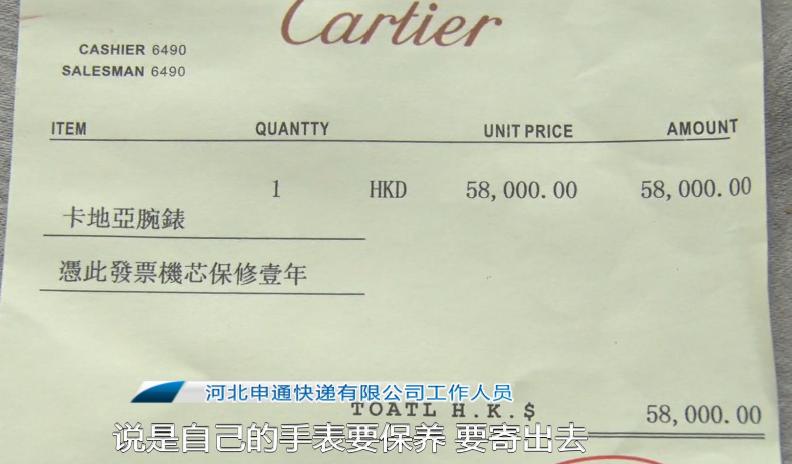 Cartier
CASHIER 6490
SALESMAN 6490
ITEM QUANTTY UNIT PRICE AMOUNT
1 HKD 58,000.00 58,000.00
卡地亞腕錶
憑此發票機芯保修壹年
河北申通快递有限公司工作人员
TOATL H.K.$ 58,000.00
说是自己的手表要保养 要寄出去